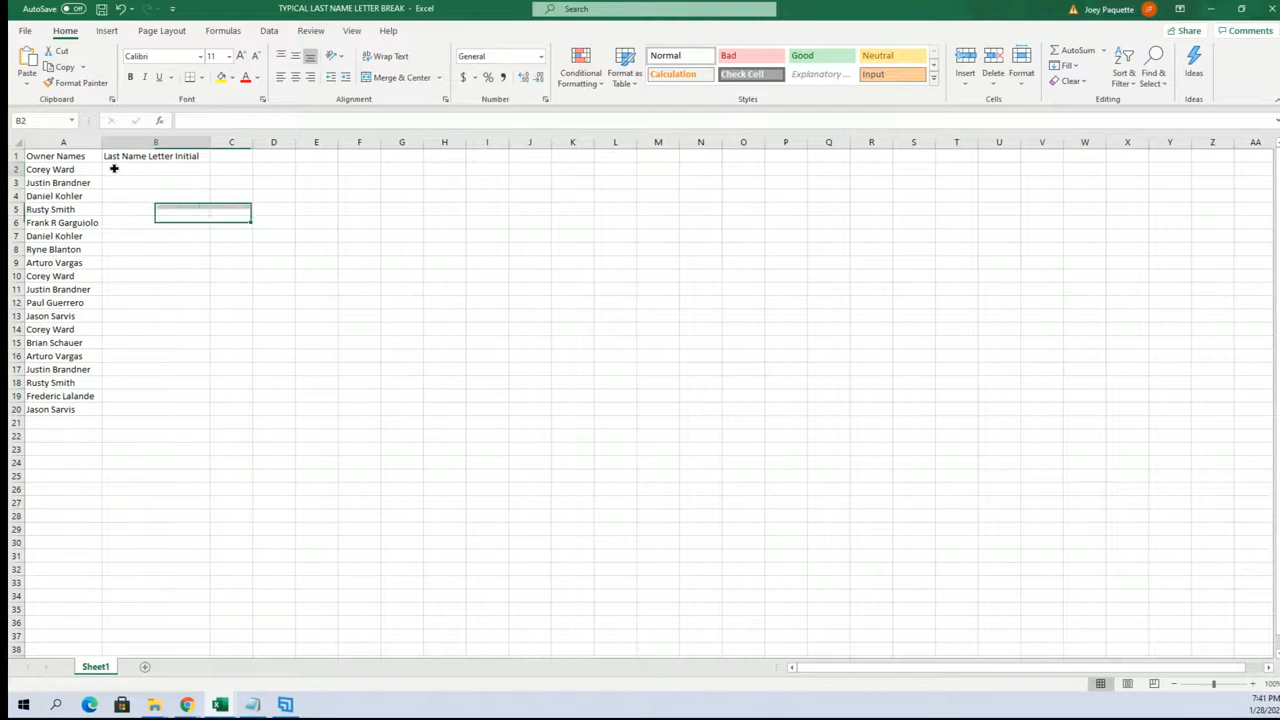 AutoSave Off TYPICAL LAST NAME LETTER BREAK - Excel Search Joey Paquette JP
File Home Insert Draw Page Layout Formulas Data Review View Help Share Comments
Paste Cut Copy Format Painter Clipboard
Calibri 11 B I U A A Font
Wrap Text Merge & Center Alignment
General $ % , Number
Conditional Formatting Format as Table
Normal Bad Good Neutral
Calculation Check Cell Explanatory ... Input
Styles
Insert Delete Format Cells
AutoSum Fill Clear Sort & Filter Find & Select Editing
Ideas Ideas
B2 fx
A B C D E F G H I J K L M N O P Q R S T U V W X Y Z AA
1 Owner Names Last Name Letter Initial
2 Corey Ward
3 Justin Brandner
4 Daniel Kohler
5 Rusty Smith
6 Frank R Garguiolo
7 Daniel Kohler
8 Ryne Blanton
9 Arturo Vargas
10 Corey Ward
11 Justin Brandner
12 Paul Guerrero
13 Jason Sarvis
14 Corey Ward
15 Brian Schauer
16 Arturo Vargas
17 Justin Brandner
18 Rusty Smith
19 Frederic Lalande
20 Jason Sarvis
21
22
23
24
25
26
27
28
29
30
31
32
33
34
35
36
37
38
Sheet1
100%
7:41 PM
1/28/202